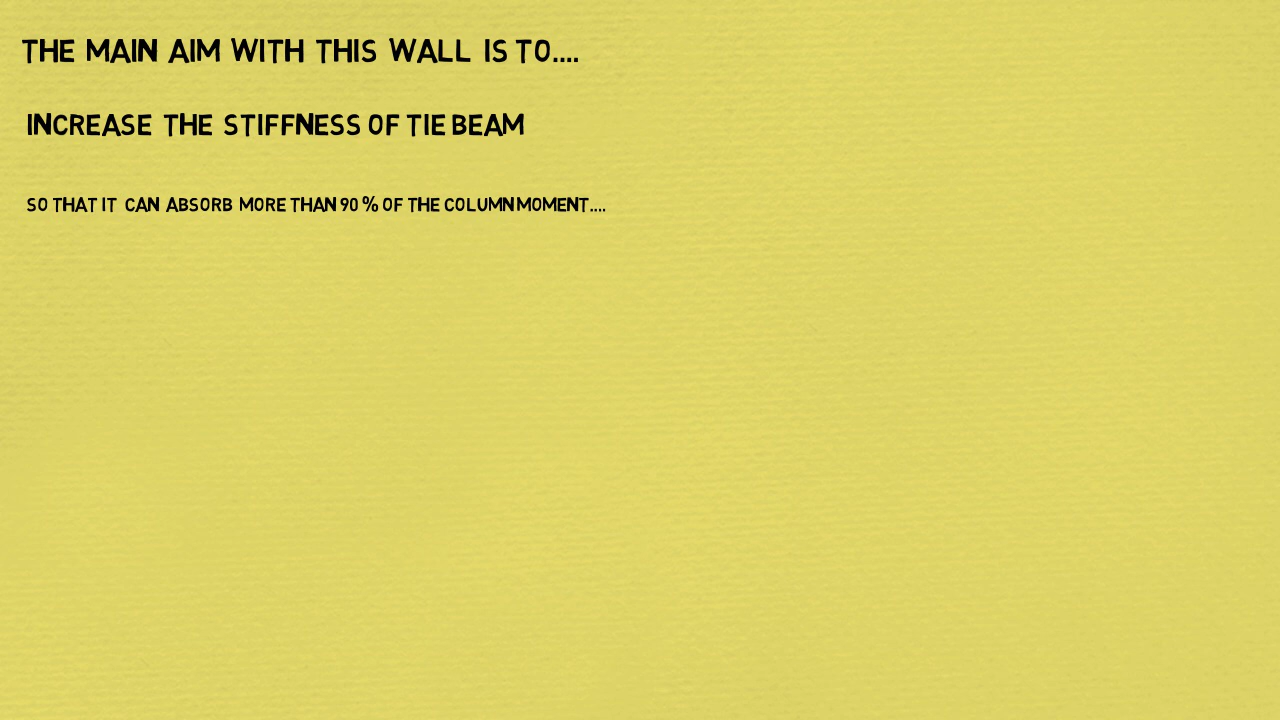 THE MAIN AIM WITH THIS WALL IS TO....
INCREASE THE STIFFNESS OF TIE BEAM
SO THAT IT CAN ABSORB MORE THAN 90 % OF THE COLUMN MOMENT....